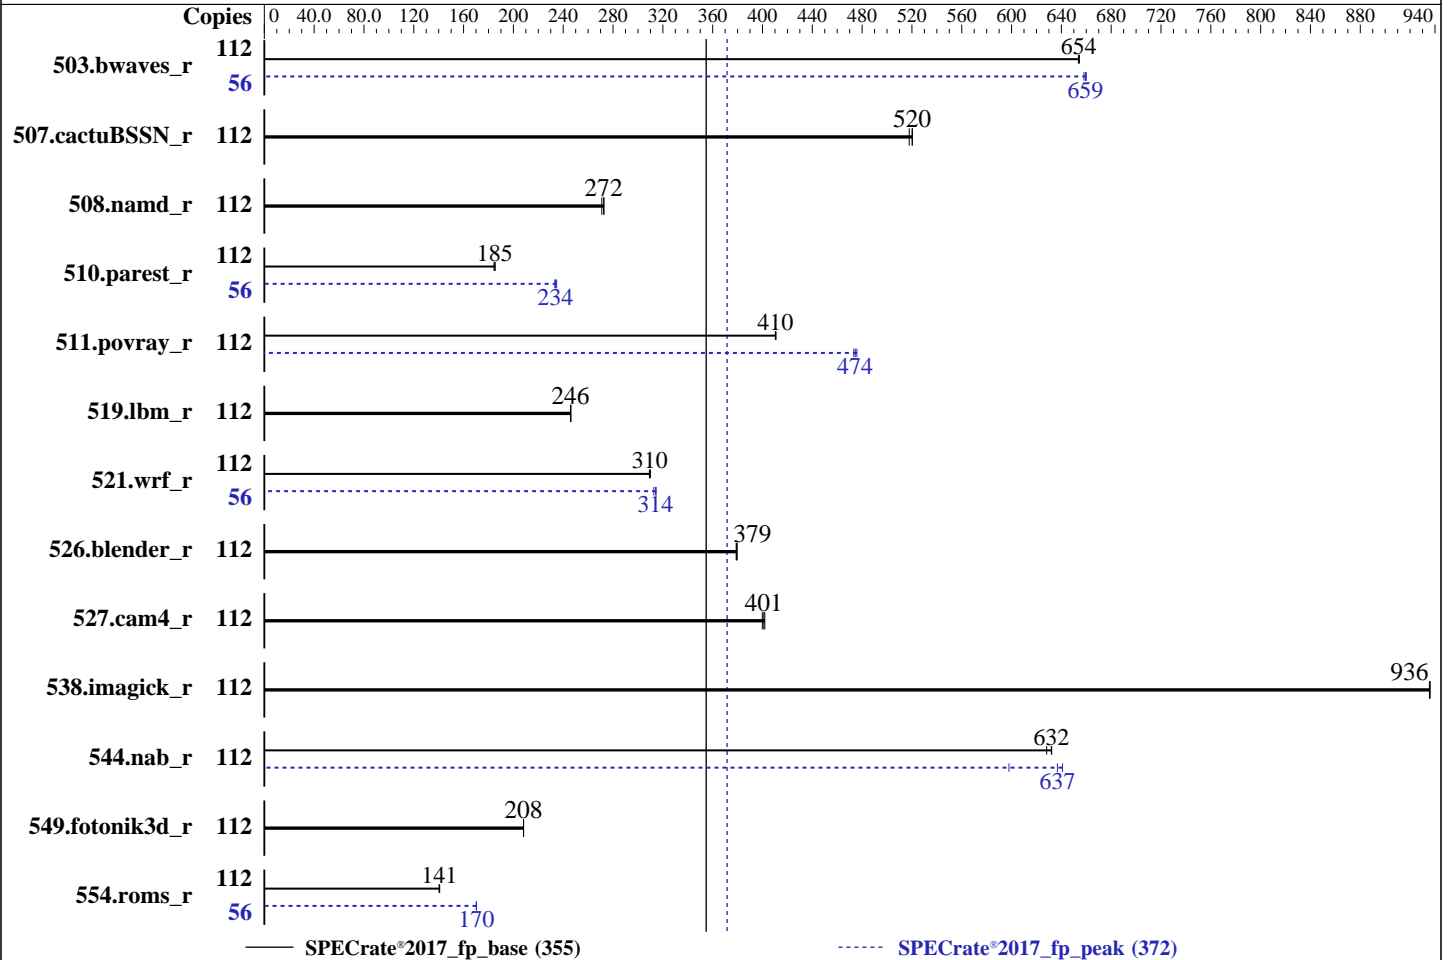 Copies 0 40.0 80.0 120 160 200 240 280 320 360 400 440 480 520 560 600 640 680 720 760 800 840 880 940
503.bwaves_r 112 654
56 659
507.cactuBSSN_r 112 520
508.namd_r 112 272
510.parest_r 112 185
56 234
511.povray_r 112 410
474
519.lbm_r 112 246
521.wrf_r 112 310
56 314
526.blender_r 112 379
527.cam4_r 112 401
538.imagick_r 112 936
544.nab_r 112 632
637
549.fotonik3d_r 112 208
554.roms_r 112 141
56 170
SPECrate®2017_fp_base (355) SPECrate®2017_fp_peak (372)